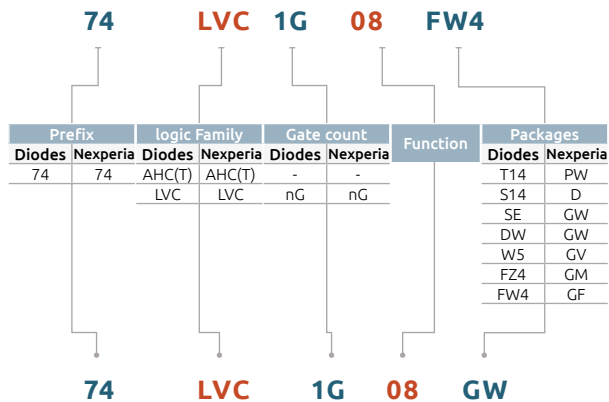 74 LVC 1G 08 FW4
Prefix logic Family Gate count Function Packages
Diodes Nexperia Diodes Nexperia Diodes Nexperia Diodes Nexperia
74 74 AHC(T) AHC(T) - - T14 PW
LVC LVC nG nG S14 D
SE GW
DW GW
W5 GV
FZ4 GM
FW4 GF
74 LVC 1G 08 GW